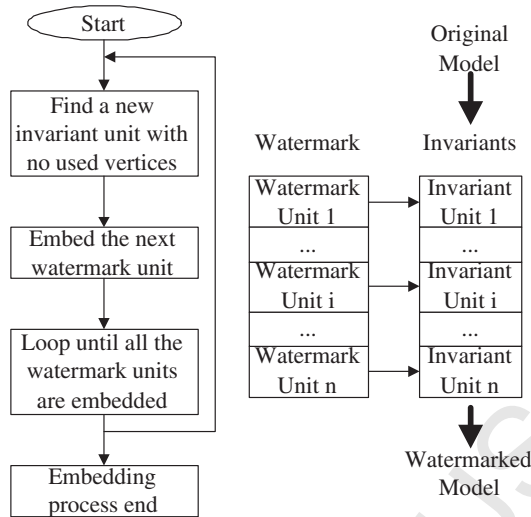 Start
Find a new
invariant unit with
no used vertices
Embed the next
watermark unit
Loop until all the
watermark units
are embedded
Embedding
process end
Original
Model
Watermark
Invariants
Watermark
Unit 1
Invariant
Unit 1
...
...
Watermark
Unit i
Invariant
Unit i
...
...
Watermark
Unit n
Invariant
Unit n
Watermarked
Model